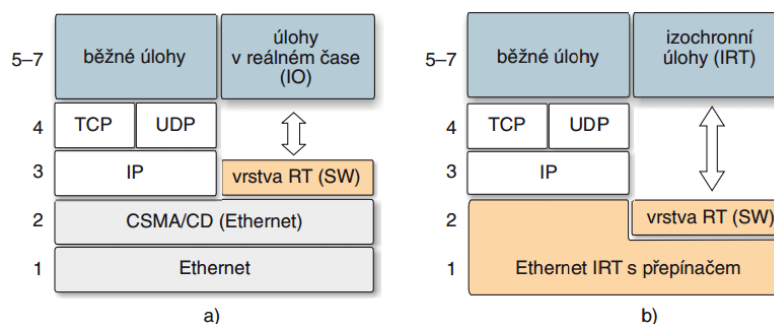 5–7
běžné úlohy
úlohy
v reálném čase
(IO)
4
TCP
UDP
3
IP
vrstva RT (SW)
2
CSMA/CD (Ethernet)
1
Ethernet
a)
5–7
běžné úlohy
izochronní
úlohy (IRT)
4
TCP
UDP
3
IP
2
vrstva RT (SW)
1
Ethernet IRT s přepínačem
b)